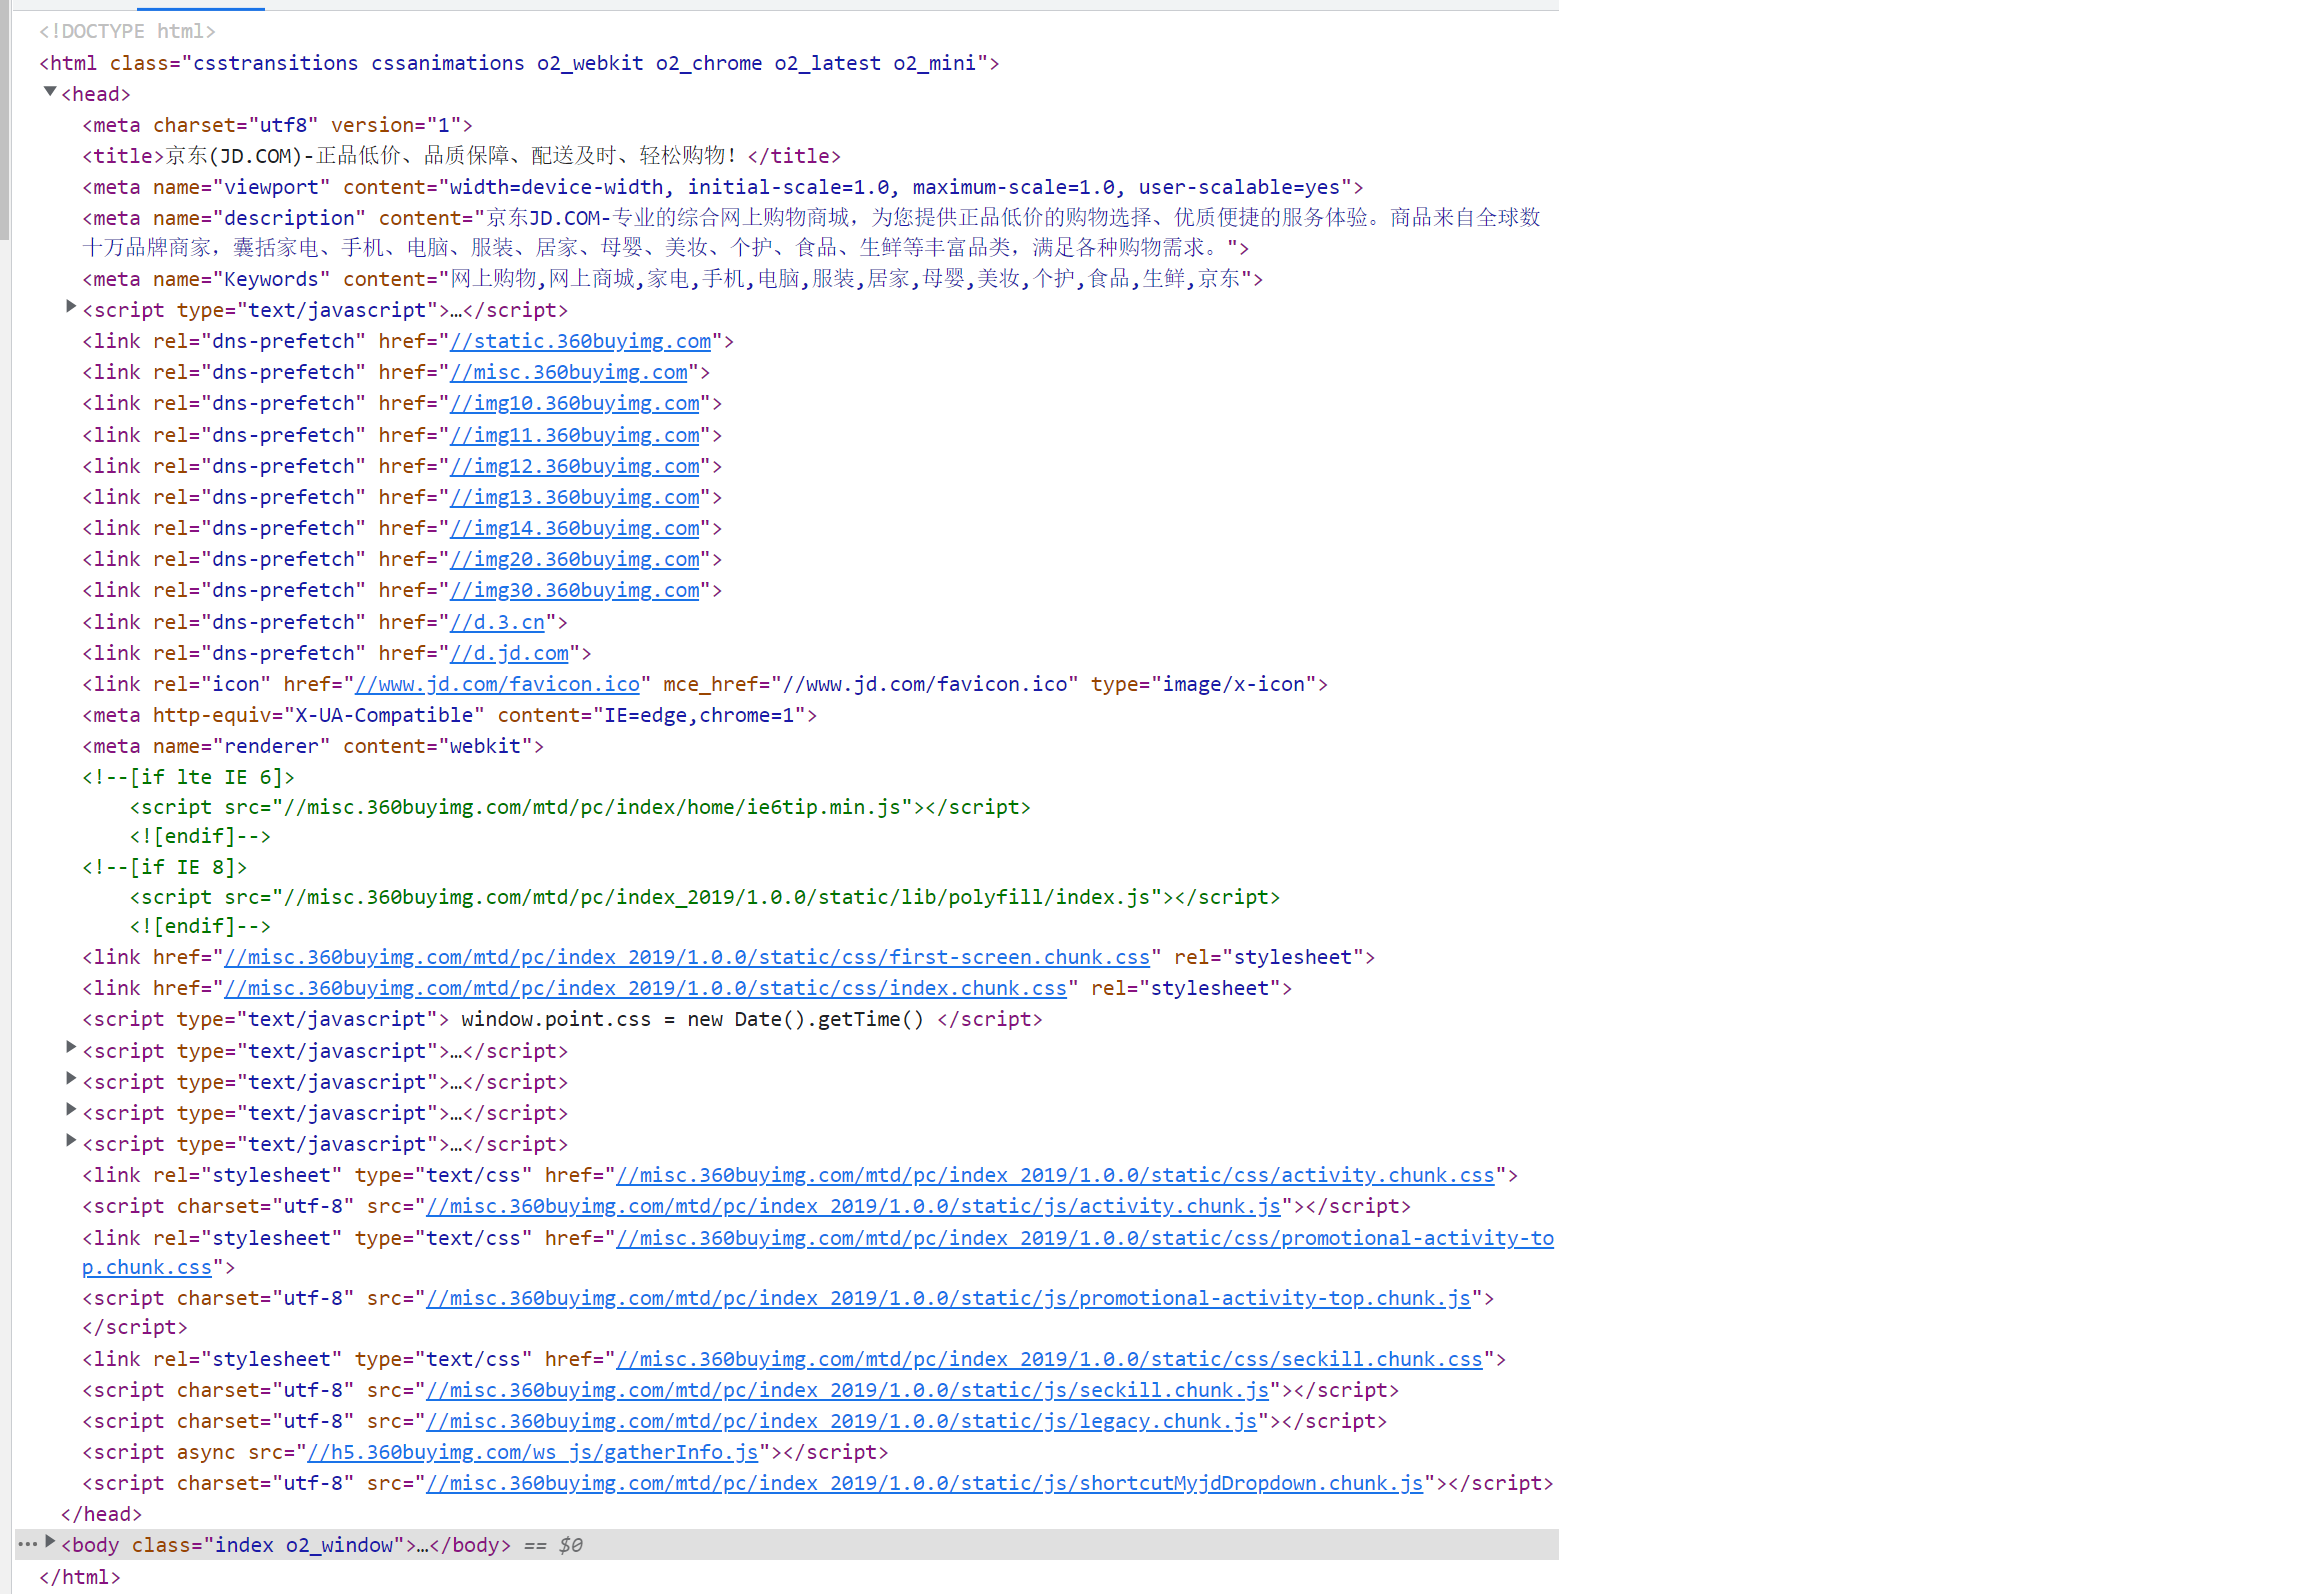 <!DOCTYPE html>
<html class="csstransitions cssanimations o2_webkit o2_chrome o2_latest o2_mini">
<head>
<meta charset="utf8" version="1">
<title>京东(JD.COM)-正品低价、品质保障、配送及时、轻松购物！</title>
<meta name="viewport" content="width=device-width, initial-scale=1.0, maximum-scale=1.0, user-scalable=yes">
<meta name="description" content="京东JD.COM-专业的综合网上购物商城，为您提供正品低价的购物选择、优质便捷的服务体验。商品来自全球数
十万品牌商家，囊括家电、手机、电脑、服装、居家、母婴、美妆、个护、食品、生鲜等丰富品类，满足各种购物需求。">
<meta name="Keywords" content="网上购物,网上商城,家电,手机,电脑,服装,居家,母婴,美妆,个护,食品,生鲜,京东">
<script type="text/javascript">…</script>
<link rel="dns-prefetch" href="//static.360buyimg.com">
<link rel="dns-prefetch" href="//misc.360buyimg.com">
<link rel="dns-prefetch" href="//img10.360buyimg.com">
<link rel="dns-prefetch" href="//img11.360buyimg.com">
<link rel="dns-prefetch" href="//img12.360buyimg.com">
<link rel="dns-prefetch" href="//img13.360buyimg.com">
<link rel="dns-prefetch" href="//img14.360buyimg.com">
<link rel="dns-prefetch" href="//img20.360buyimg.com">
<link rel="dns-prefetch" href="//img30.360buyimg.com">
<link rel="dns-prefetch" href="//d.3.cn">
<link rel="dns-prefetch" href="//d.jd.com">
<link rel="icon" href="//www.jd.com/favicon.ico" mce_href="//www.jd.com/favicon.ico" type="image/x-icon">
<meta http-equiv="X-UA-Compatible" content="IE=edge,chrome=1">
<meta name="renderer" content="webkit">
<!--[if lte IE 6]>
<script src="//misc.360buyimg.com/mtd/pc/index/home/ie6tip.min.js"></script>
<![endif]-->
<!--[if IE 8]>
<script src="//misc.360buyimg.com/mtd/pc/index_2019/1.0.0/static/lib/polyfill/index.js"></script>
<![endif]-->
<link href="//misc.360buyimg.com/mtd/pc/index_2019/1.0.0/static/css/first-screen.chunk.css" rel="stylesheet">
<link href="//misc.360buyimg.com/mtd/pc/index_2019/1.0.0/static/css/index.chunk.css" rel="stylesheet">
<script type="text/javascript"> window.point.css = new Date().getTime() </script>
<script type="text/javascript">…</script>
<script type="text/javascript">…</script>
<script type="text/javascript">…</script>
<script type="text/javascript">…</script>
<link rel="stylesheet" type="text/css" href="//misc.360buyimg.com/mtd/pc/index_2019/1.0.0/static/css/activity.chunk.css">
<script charset="utf-8" src="//misc.360buyimg.com/mtd/pc/index_2019/1.0.0/static/js/activity.chunk.js"></script>
<link rel="stylesheet" type="text/css" href="//misc.360buyimg.com/mtd/pc/index_2019/1.0.0/static/css/promotional-activity-to
p.chunk.css">
<script charset="utf-8" src="//misc.360buyimg.com/mtd/pc/index_2019/1.0.0/static/js/promotional-activity-top.chunk.js">
</script>
<link rel="stylesheet" type="text/css" href="//misc.360buyimg.com/mtd/pc/index_2019/1.0.0/static/css/seckill.chunk.css">
<script charset="utf-8" src="//misc.360buyimg.com/mtd/pc/index_2019/1.0.0/static/js/seckill.chunk.js"></script>
<script charset="utf-8" src="//misc.360buyimg.com/mtd/pc/index_2019/1.0.0/static/js/legacy.chunk.js"></script>
<script async src="//h5.360buyimg.com/ws_js/gatherInfo.js"></script>
<script charset="utf-8" src="//misc.360buyimg.com/mtd/pc/index_2019/1.0.0/static/js/shortcutMyjdDropdown.chunk.js"></script>
</head>
<body class="index o2_window">…</body> == $0
</html>